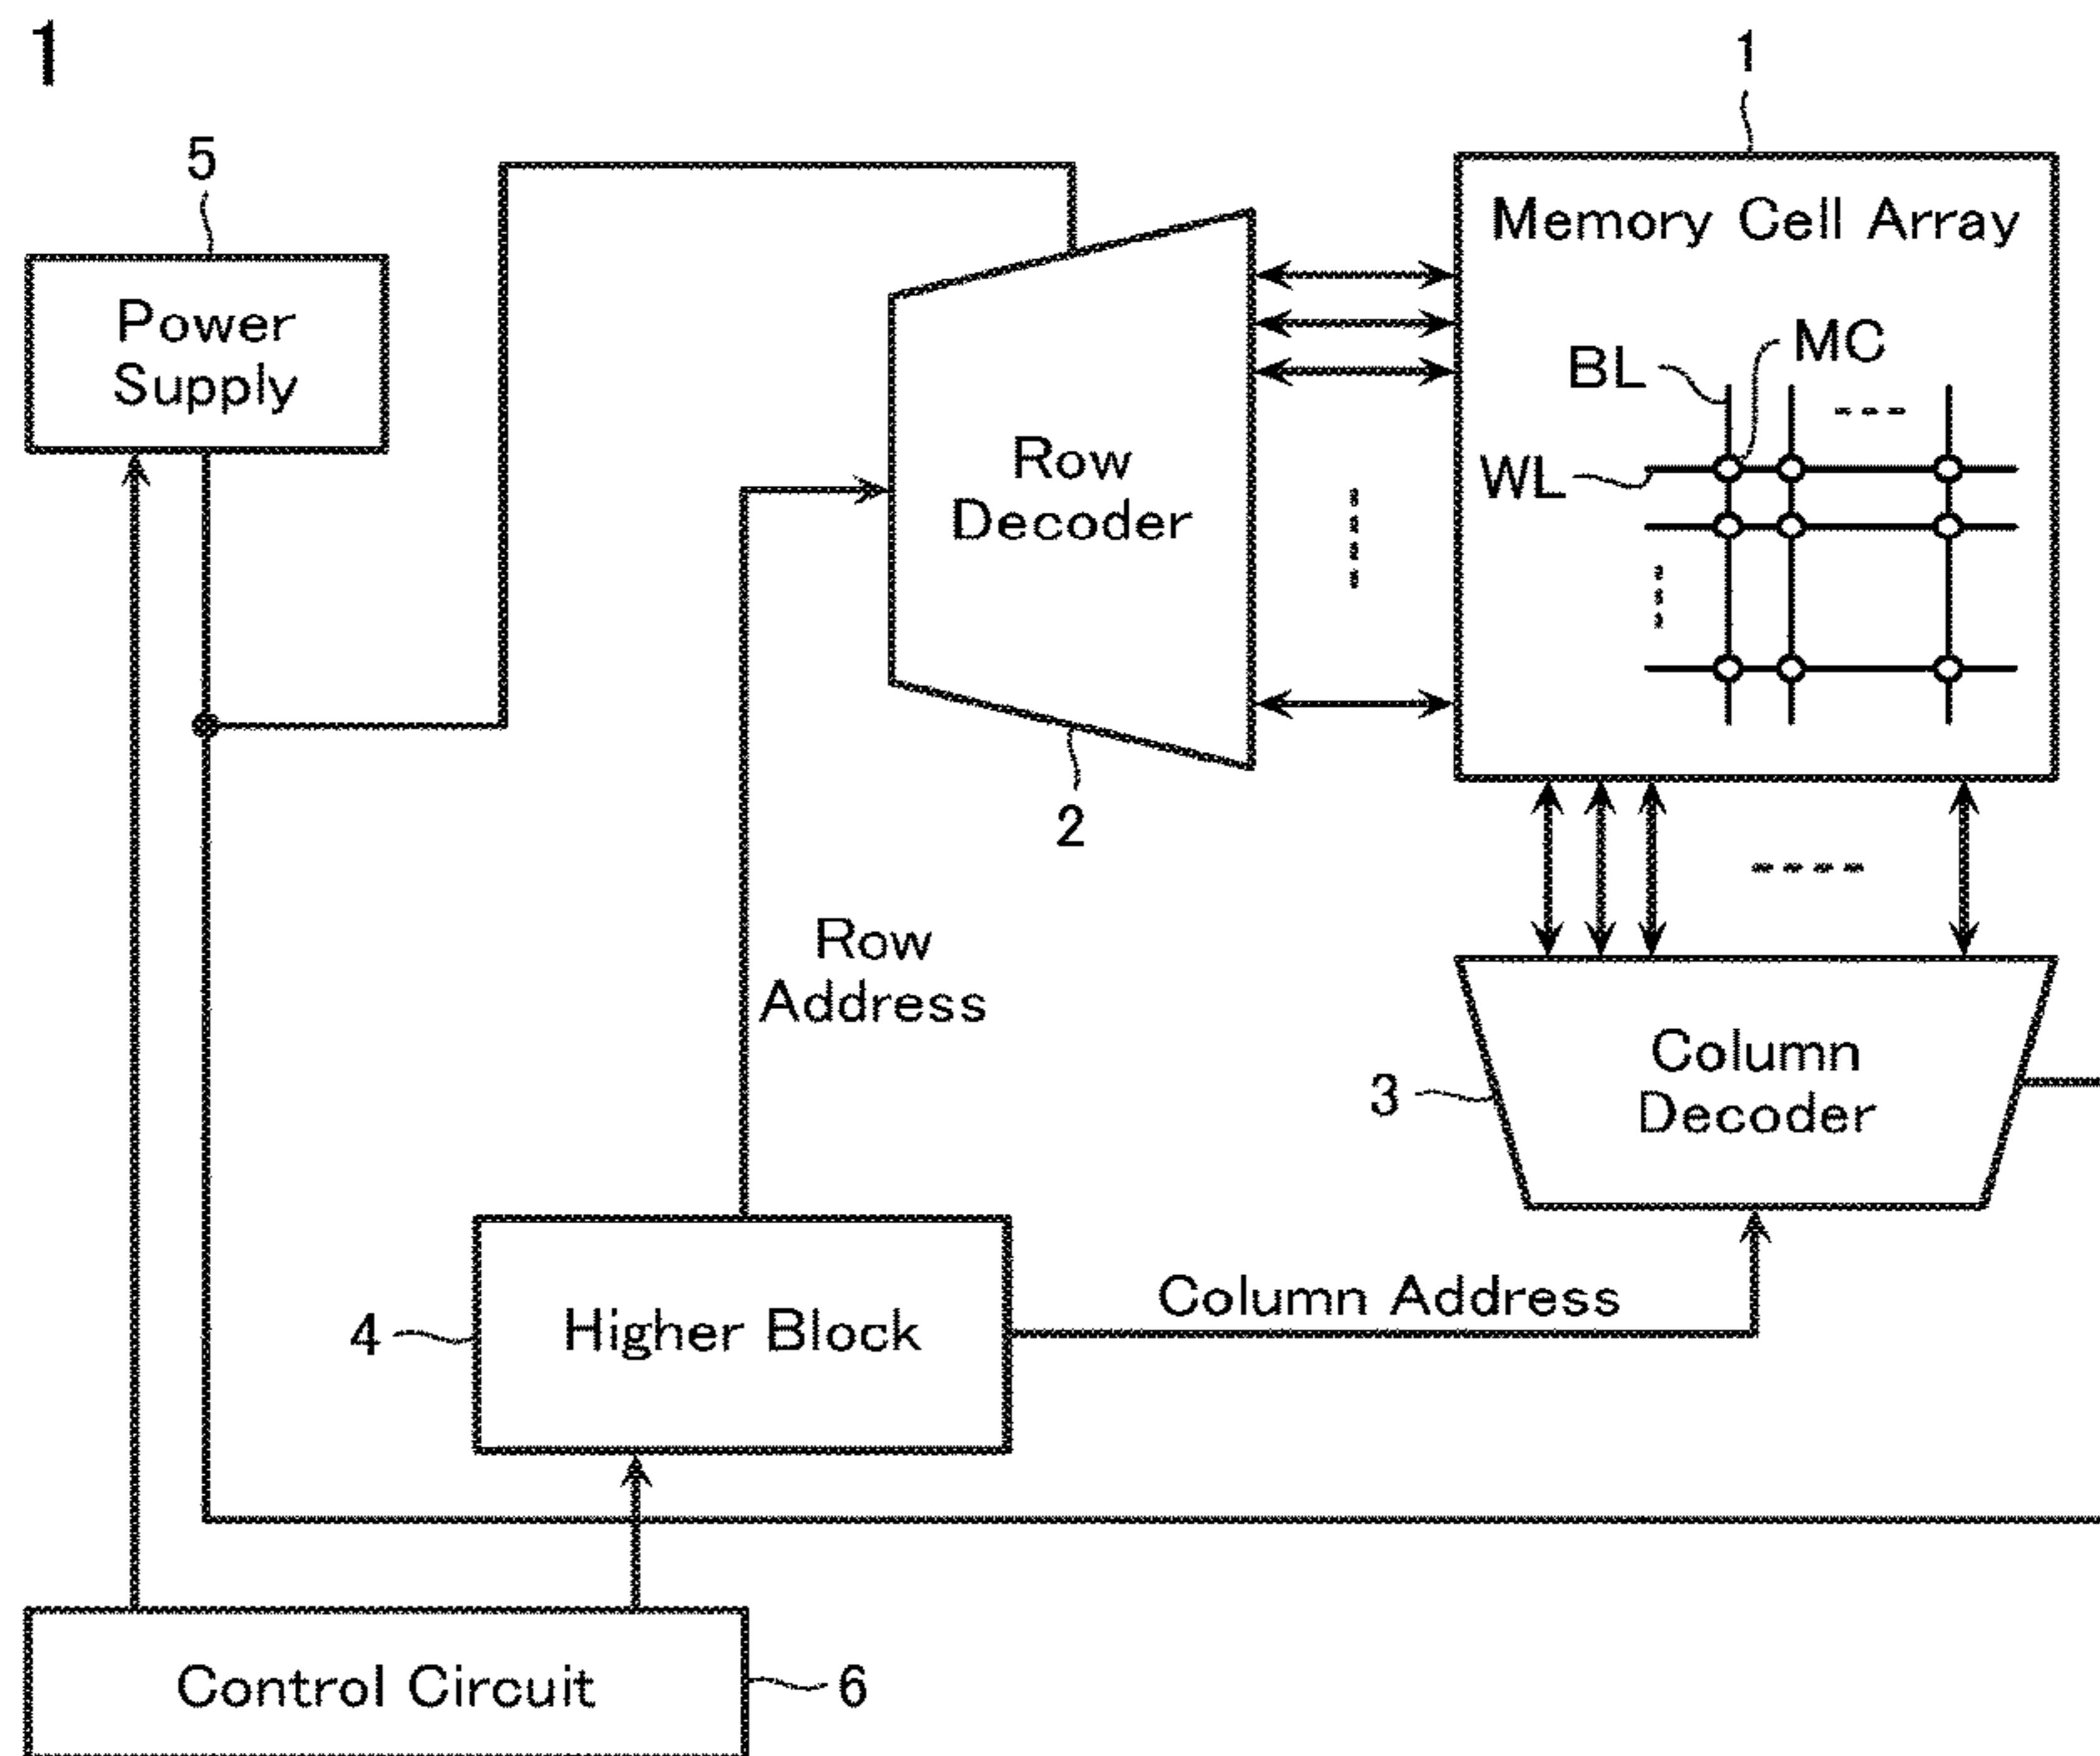 1
1
5
Memory Cell Array
Power
Supply
MC
BL
WL
Row
Decoder
2
Row
Address
Column
Decoder
3
Column Address
4
Higher Block
Control Circuit
6